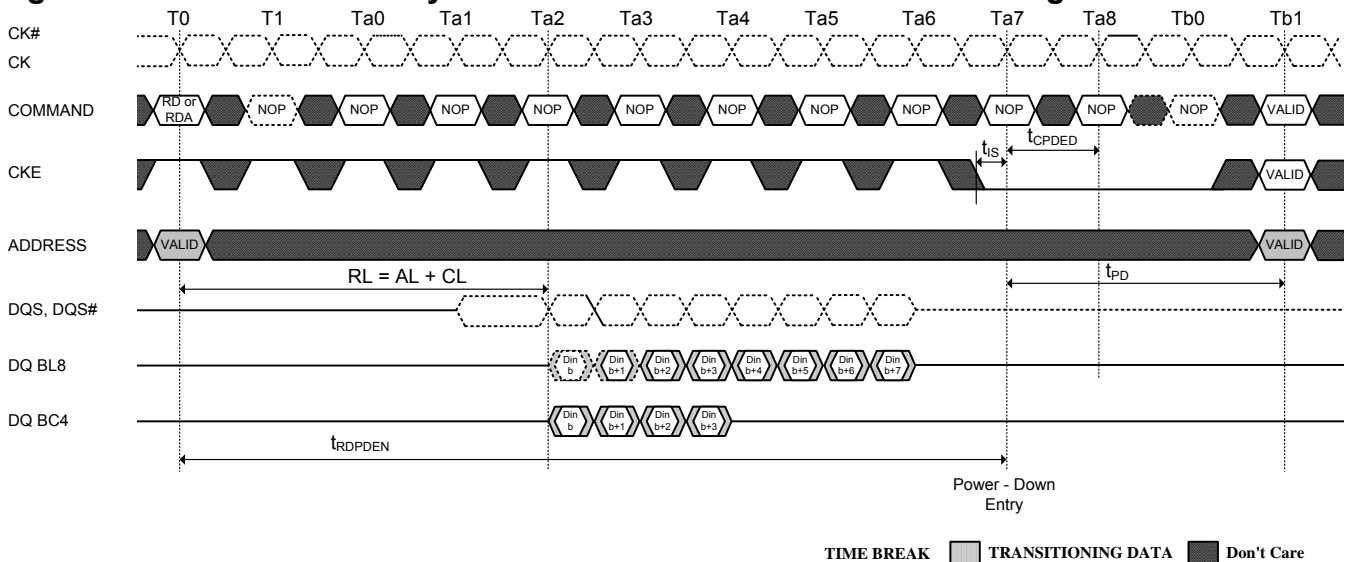 T0 T1 Ta0 Ta1 Ta2 Ta3 Ta4 Ta5 Ta6 Ta7 Ta8 Tb0 Tb1
CK#
CK
COMMAND
RD or
RDA
NOP NOP NOP NOP NOP NOP NOP NOP NOP NOP NOP VALID
tIS
tCPDED
CKE
VALID
ADDRESS
VALID VALID
RL = AL + CL
tPD
DQS, DQS#
DQ BL8
Din b Din b+1 Din b+2 Din b+3 Din b+4 Din b+5 Din b+6 Din b+7
DQ BC4
Din b Din b+1 Din b+2 Din b+3
tRDPDEN
Power - Down
Entry
TIME BREAK TRANSITIONING DATA Don't Care